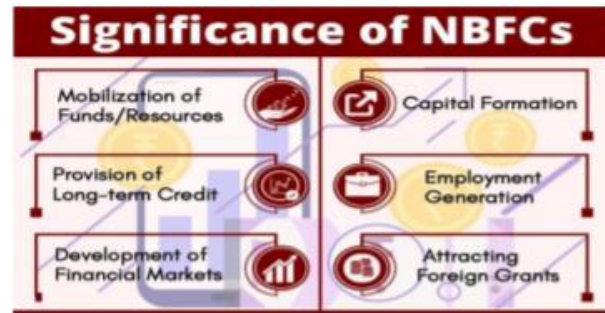 Significance of NBFCs
Mobilization of
Funds/Resources
Capital Formation
Provision of
Long-term Credit
Employment
Generation
Development of
Financial Markets
Attracting
Foreign Grants